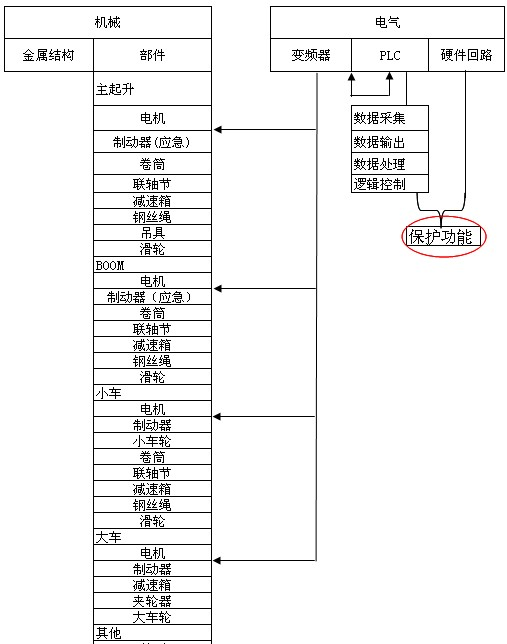 机械
金属结构
部件
主起升
电机
制动器(应急)
卷筒
联轴节
减速箱
钢丝绳
吊具
滑轮
BOOM
电机
制动器（应急）
卷筒
联轴节
减速箱
钢丝绳
滑轮
小车
电机
制动器
小车轮
卷筒
联轴节
减速箱
钢丝绳
滑轮
大车
电机
制动器
减速箱
夹轮器
大车轮
其他
电气
变频器
PLC
硬件回路
数据采集
数据输出
数据处理
逻辑控制
保护功能